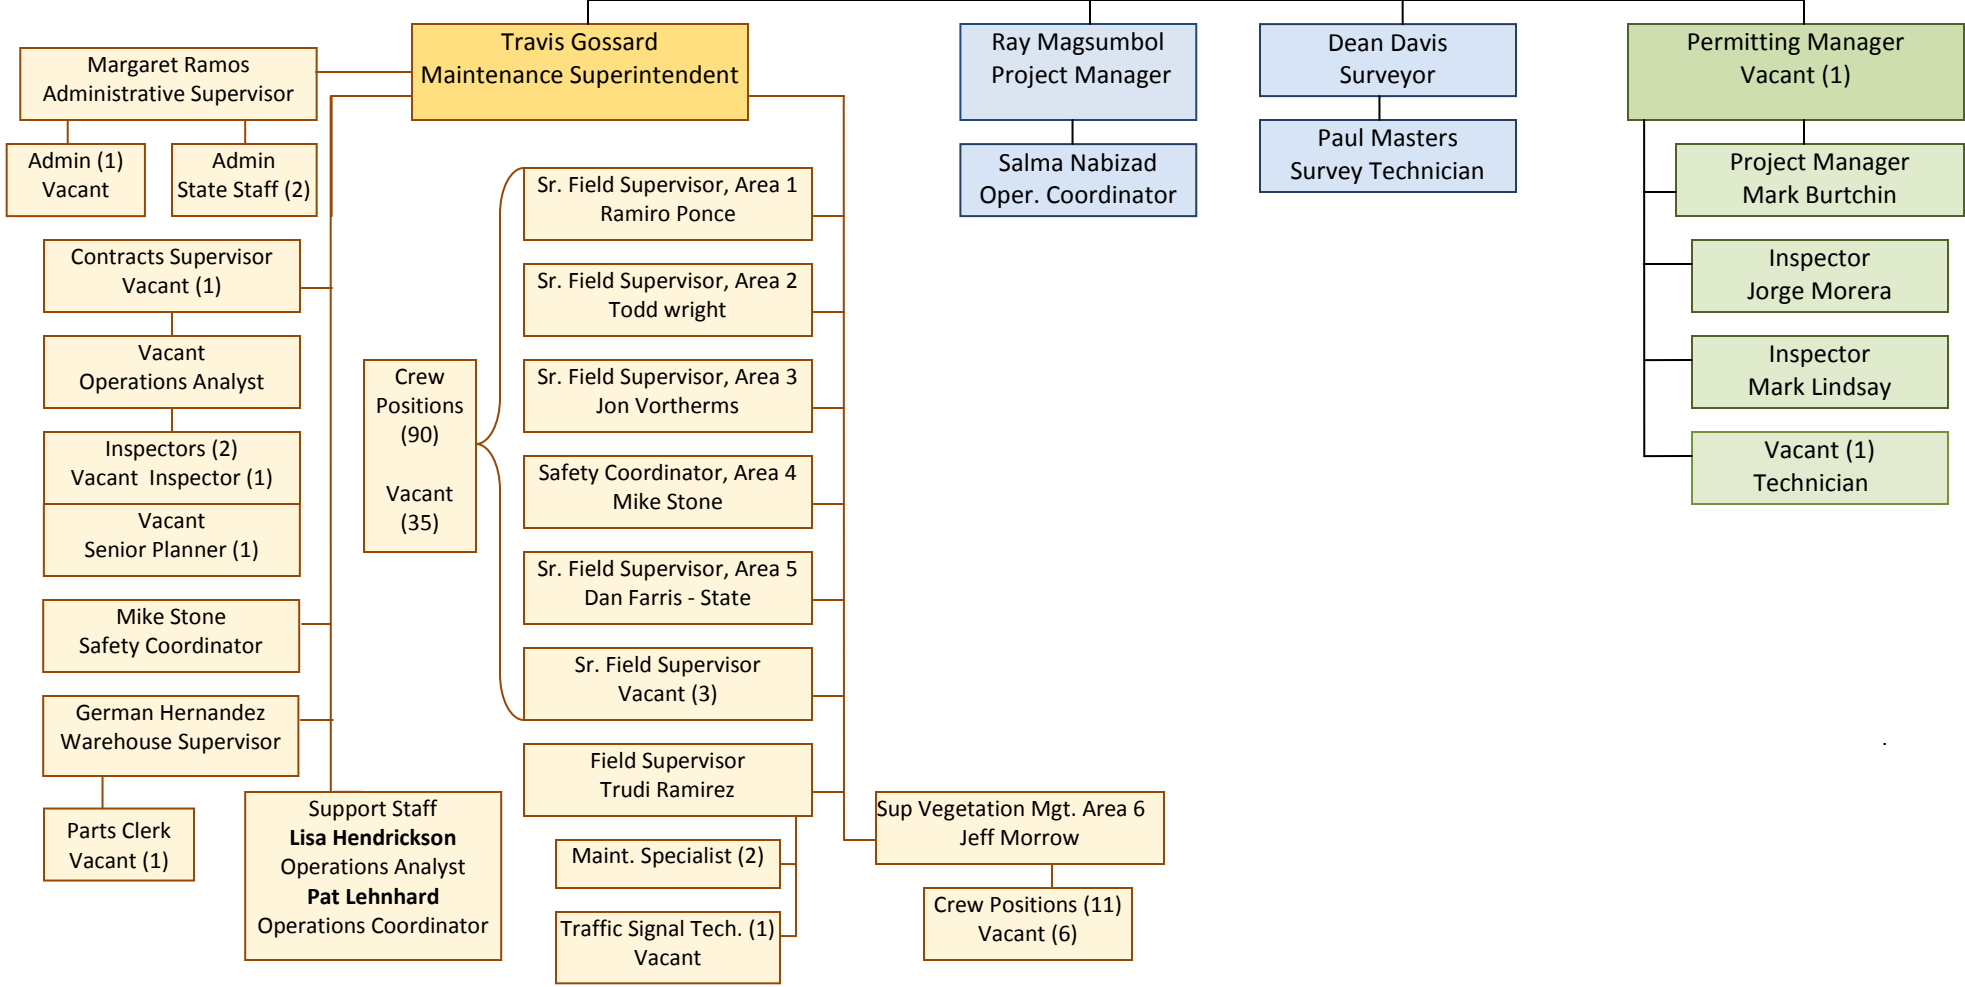 Travis Gossard
Maintenance Superintendent
Ray Magsumbol
Project Manager
Dean Davis
Surveyor
Permitting Manager
Vacant (1)
Margaret Ramos
Administrative Supervisor
Admin (1)
Vacant
Admin
State Staff (2)
Contracts Supervisor
Vacant (1)
Vacant
Operations Analyst
Inspectors (2)
Vacant  Inspector (1)
Vacant
Senior Planner (1)
Mike Stone
Safety Coordinator
German Hernandez
Warehouse Supervisor
Parts Clerk
Vacant (1)
Support Staff
Lisa Hendrickson
Operations Analyst
Pat Lehnhard
Operations Coordinator
Crew
Positions
(90)
Vacant
(35)
Sr. Field Supervisor, Area 1
Ramiro Ponce
Sr. Field Supervisor, Area 2
Todd wright
Sr. Field Supervisor, Area 3
Jon Vortherms
Safety Coordinator, Area 4
Mike Stone
Sr. Field Supervisor, Area 5
Dan Farris - State
Sr. Field Supervisor
Vacant (3)
Field Supervisor
Trudi Ramirez
Maint. Specialist (2)
Traffic Signal Tech. (1)
Vacant
Sup Vegetation Mgt. Area 6
Jeff Morrow
Crew Positions (11)
Vacant (6)
Salma Nabizad
Oper. Coordinator
Paul Masters
Survey Technician
Project Manager
Mark Burtchin
Inspector
Jorge Morera
Inspector
Mark Lindsay
Vacant (1)
Technician
.